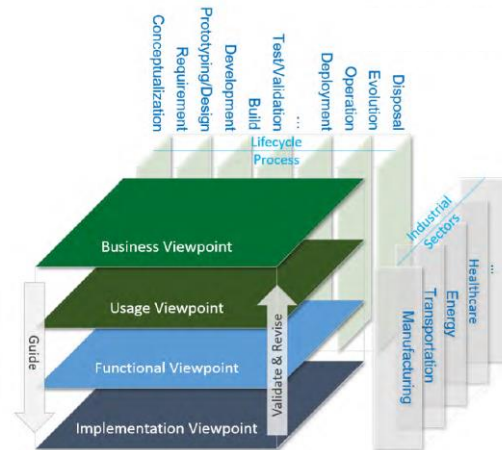 Conceptualization
Requirement
Prototyping/Design
Development
Build
Test/Validation
...
Deployment
Operation
Evolution
Disposal
Lifecycle
Process
Business Viewpoint
Usage Viewpoint
Functional Viewpoint
Implementation Viewpoint
Guide
Validate & Revise
Industrial
Sectors
Manufacturing
Transportation
Energy
Healthcare
...